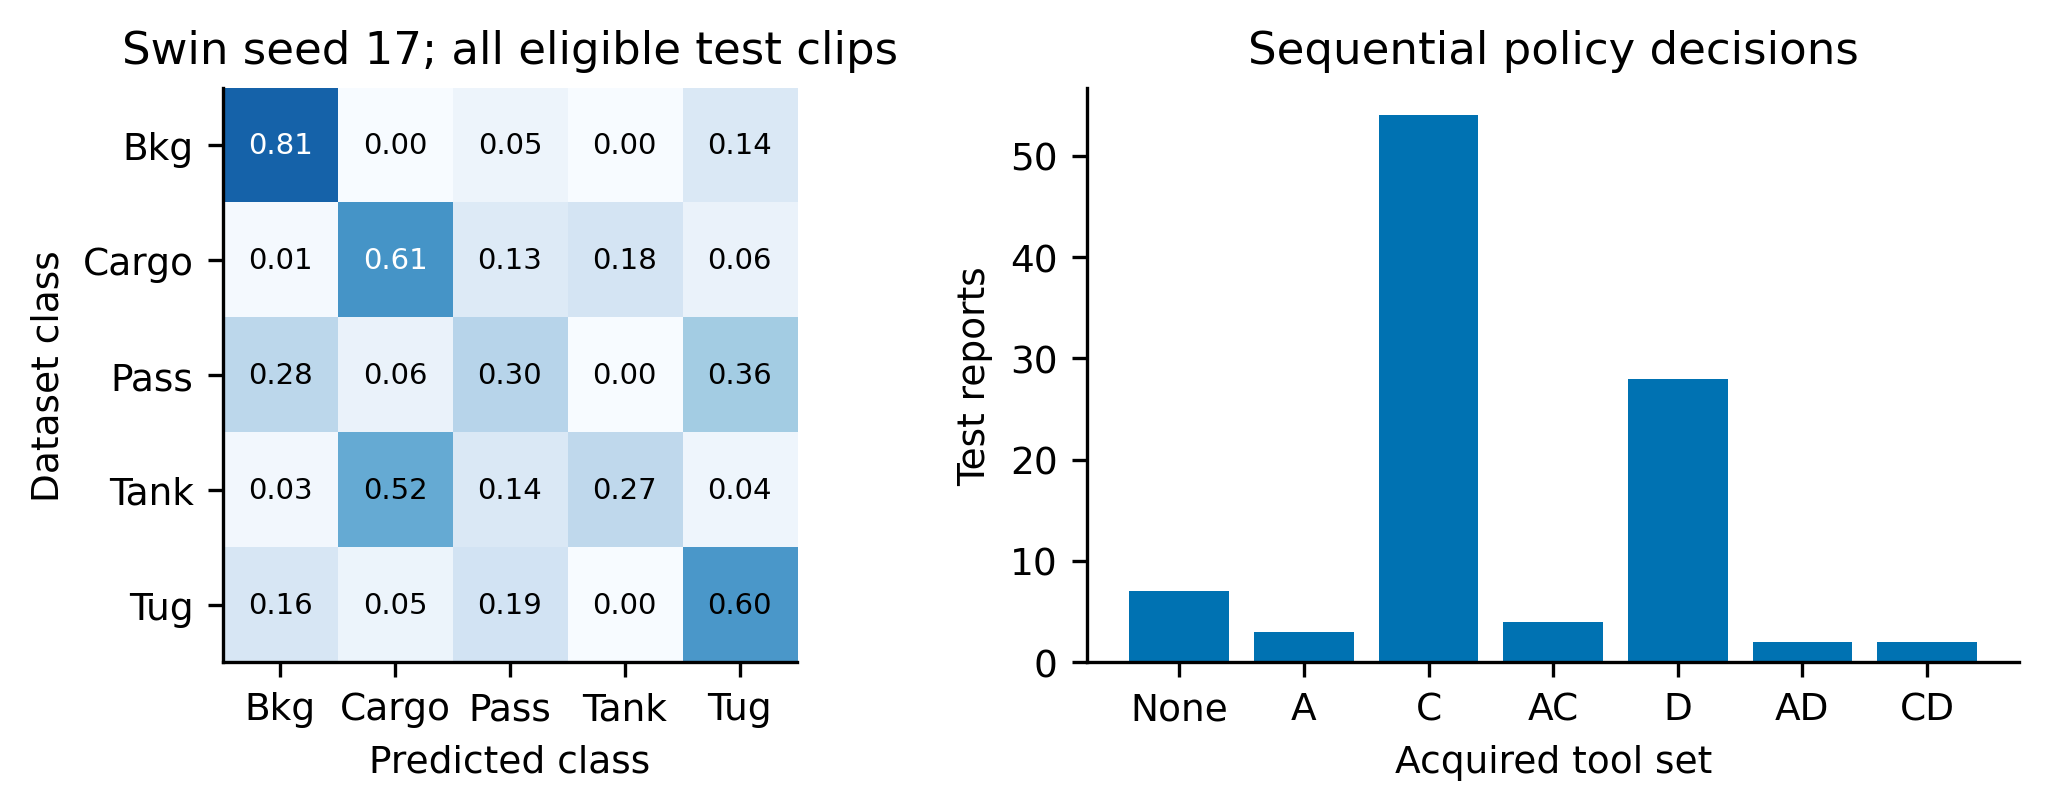 Swin seed 17; all eligible test clips
Dataset class
Bkg 0.81 0.00 0.05 0.00 0.14
Cargo 0.01 0.61 0.13 0.18 0.06
Pass 0.28 0.06 0.30 0.00 0.36
Tank 0.03 0.52 0.14 0.27 0.04
Tug 0.16 0.05 0.19 0.00 0.60
Bkg Cargo Pass Tank Tug
Predicted class
Sequential policy decisions
Test reports
50
40
30
20
10
0
None A C AC D AD CD
Acquired tool set